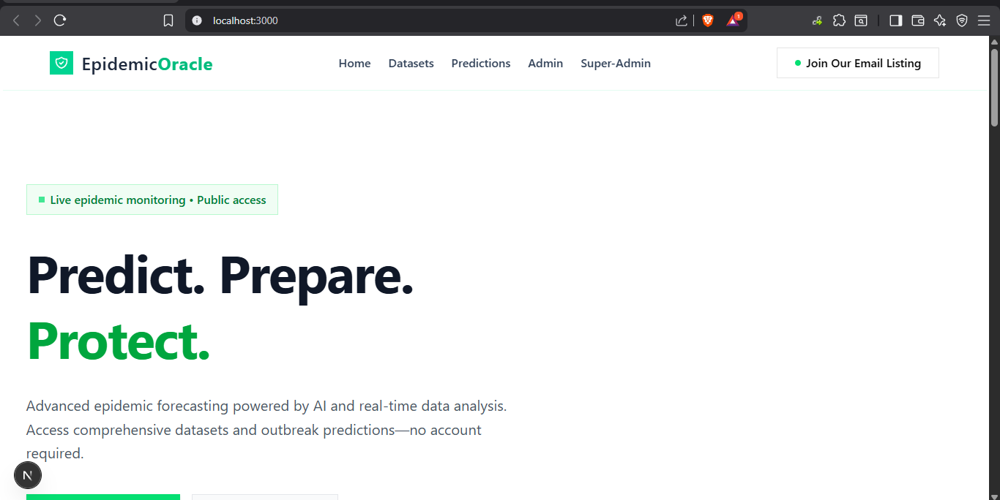 localhost:3000
1
EpidemicOracle
Home Datasets Predictions Admin Super-Admin
Join Our Email Listing
Live epidemic monitoring • Public access
Predict. Prepare.
Protect.
Advanced epidemic forecasting powered by AI and real-time data analysis.
Access comprehensive datasets and outbreak predictions—no account
required.
N